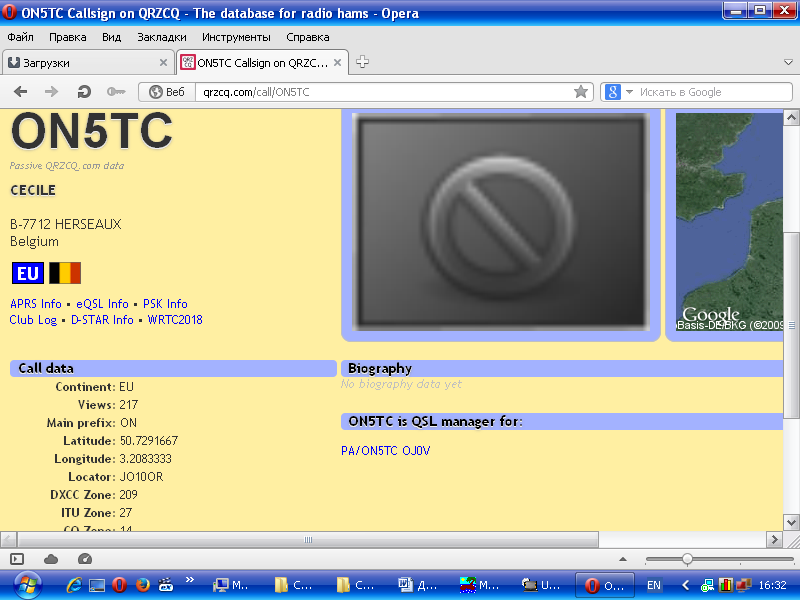 ON5TC Callsign on QRZCQ - The database for radio hams - Opera
Файл Правка Вид Закладки Инструменты Справка
Загрузки
QRZ CQ ON5TC Callsign on QRZC...
Веб qrzcq.com/call/ON5TC
Искать в Google
ON5TC
Passive QRZCQ.com data
CECILE
B-7712 HERSEAUX
Belgium
EU
APRS Info • eQSL Info • PSK Info
Club Log • D-STAR Info • WRTC2018
Google
Basis-DE/BKG (©2009
Call data
Continent: EU
Views: 217
Main prefix: ON
Latitude: 50.7291667
Longitude: 3.2083333
Locator: JO10OR
DXCC Zone: 209
ITU Zone: 27
CQ Zone: 14
Biography
No biography data yet
ON5TC is QSL manager for:
PA/ON5TC OJ0V
М... С... С... Д... М... U... O... EN 16:32